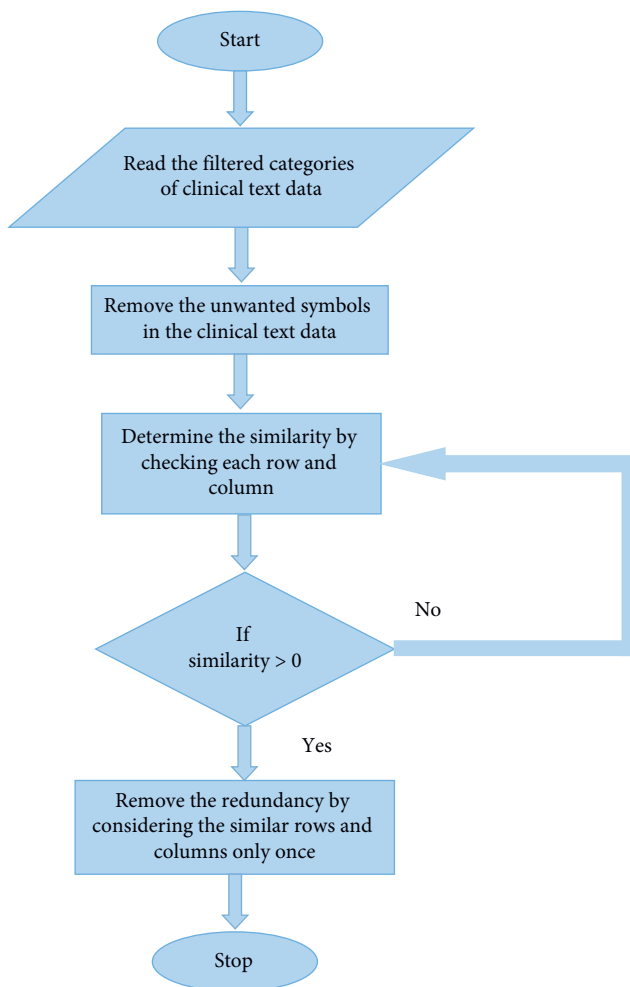 Start
Read the filtered categories
of clinical text data
Remove the unwanted symbols
in the clinical text data
Determine the similarity by
checking each row and
column
If
similarity > 0
No
Yes
Remove the redundancy by
considering the similar rows and
columns only once
Stop